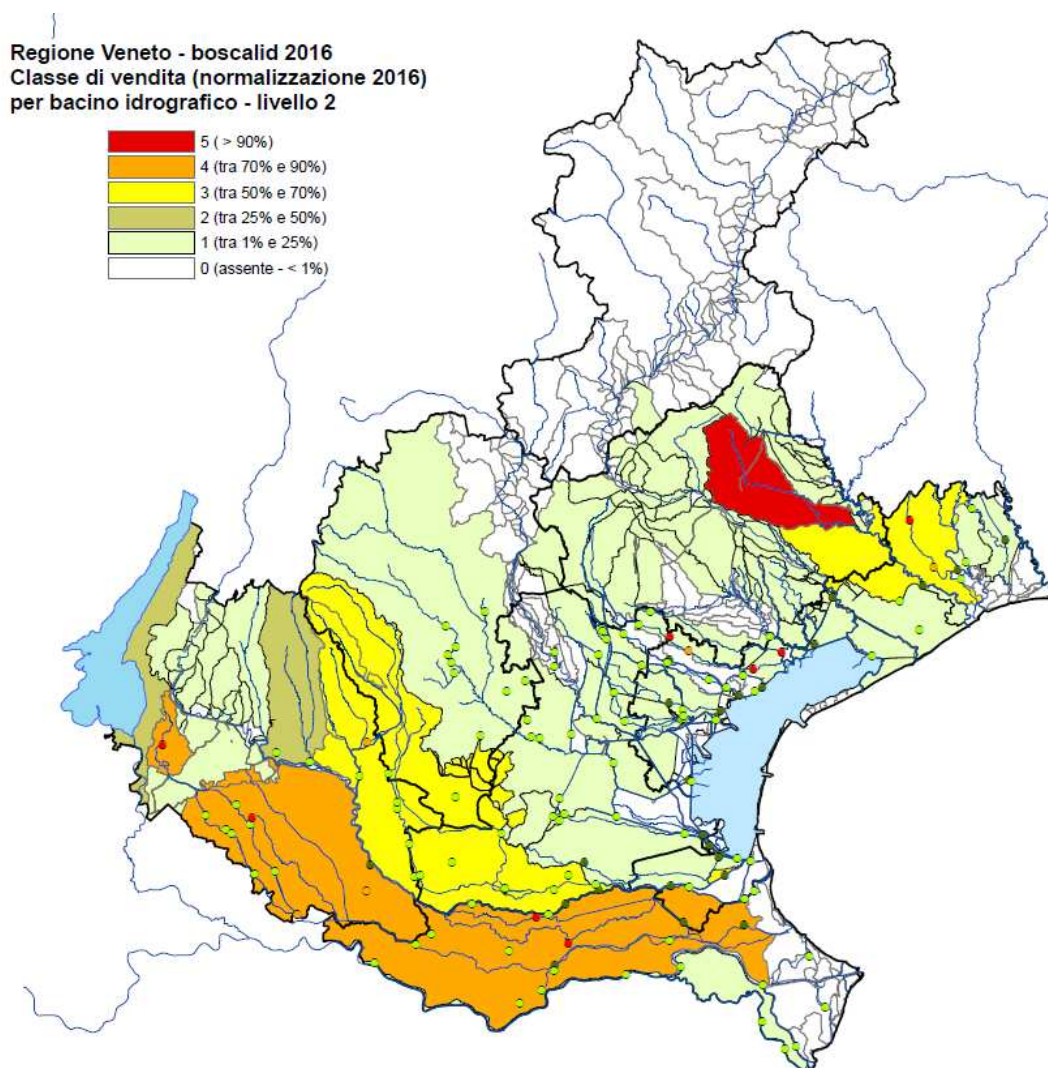 Regione Veneto - boscalid 2016
Classe di vendita (normalizzazione 2016)
per bacino idrografico - livello 2
5 ( > 90%)
4 (tra 70% e 90%)
3 (tra 50% e 70%)
2 (tra 25% e 50%)
1 (tra 1% e 25%)
0 (assente - < 1%)